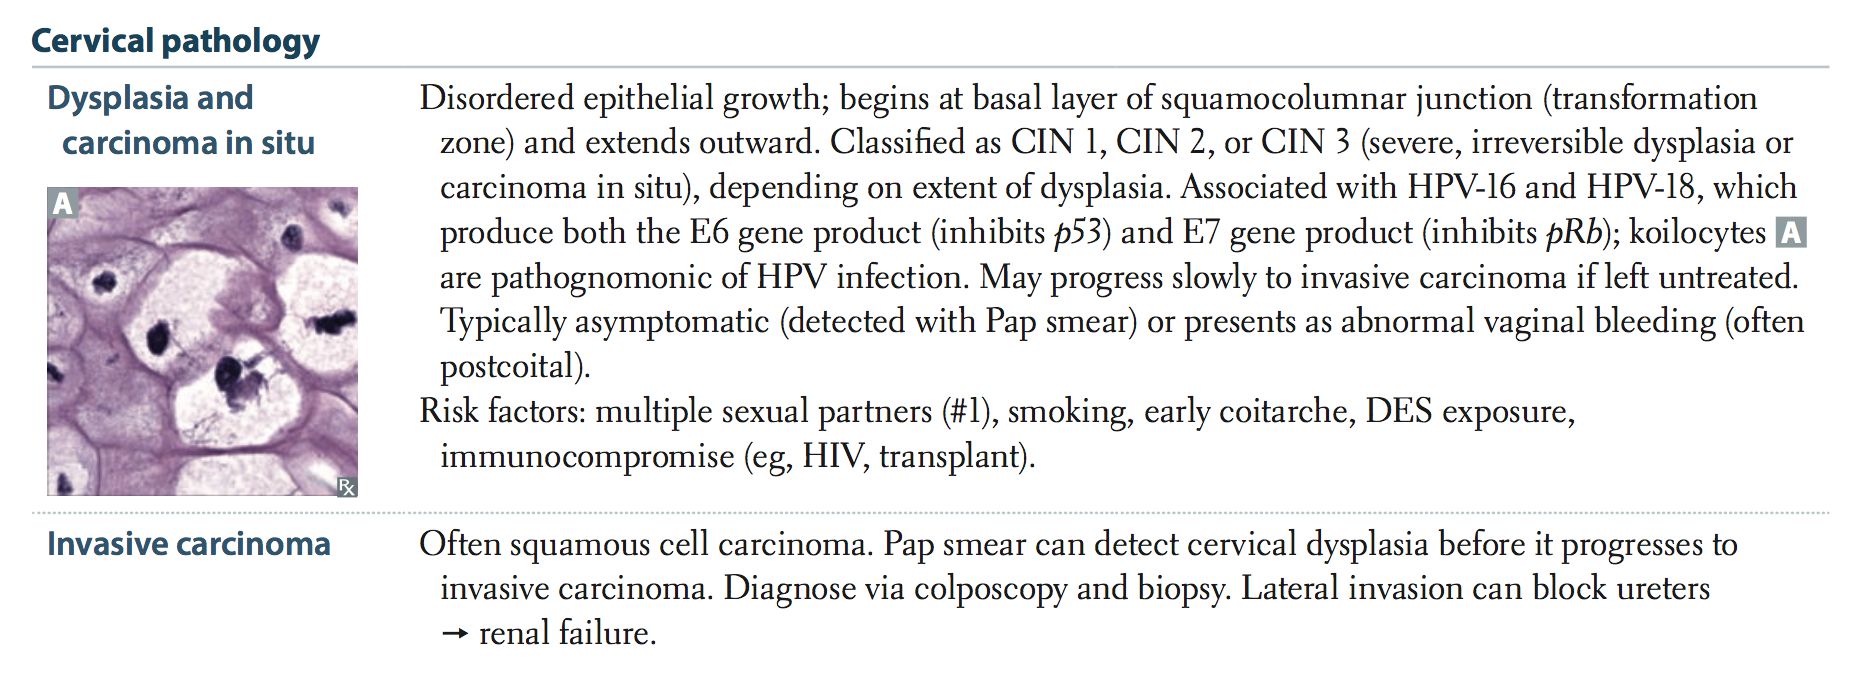 Cervical pathology
Dysplasia and
carcinoma in situ
A
Rx
Disordered epithelial growth; begins at basal layer of squamocolumnar junction (transformation
zone) and extends outward. Classified as CIN 1, CIN 2, or CIN 3 (severe, irreversible dysplasia or
carcinoma in situ), depending on extent of dysplasia. Associated with HPV-16 and HPV-18, which
produce both the E6 gene product (inhibits p53) and E7 gene product (inhibits pRb); koilocytes A
are pathognomonic of HPV infection. May progress slowly to invasive carcinoma if left untreated.
Typically asymptomatic (detected with Pap smear) or presents as abnormal vaginal bleeding (often
postcoital).
Risk factors: multiple sexual partners (#1), smoking, early coitarche, DES exposure,
immunocompromise (eg, HIV, transplant).
Invasive carcinoma
Often squamous cell carcinoma. Pap smear can detect cervical dysplasia before it progresses to
invasive carcinoma. Diagnose via colposcopy and biopsy. Lateral invasion can block ureters
→ renal failure.